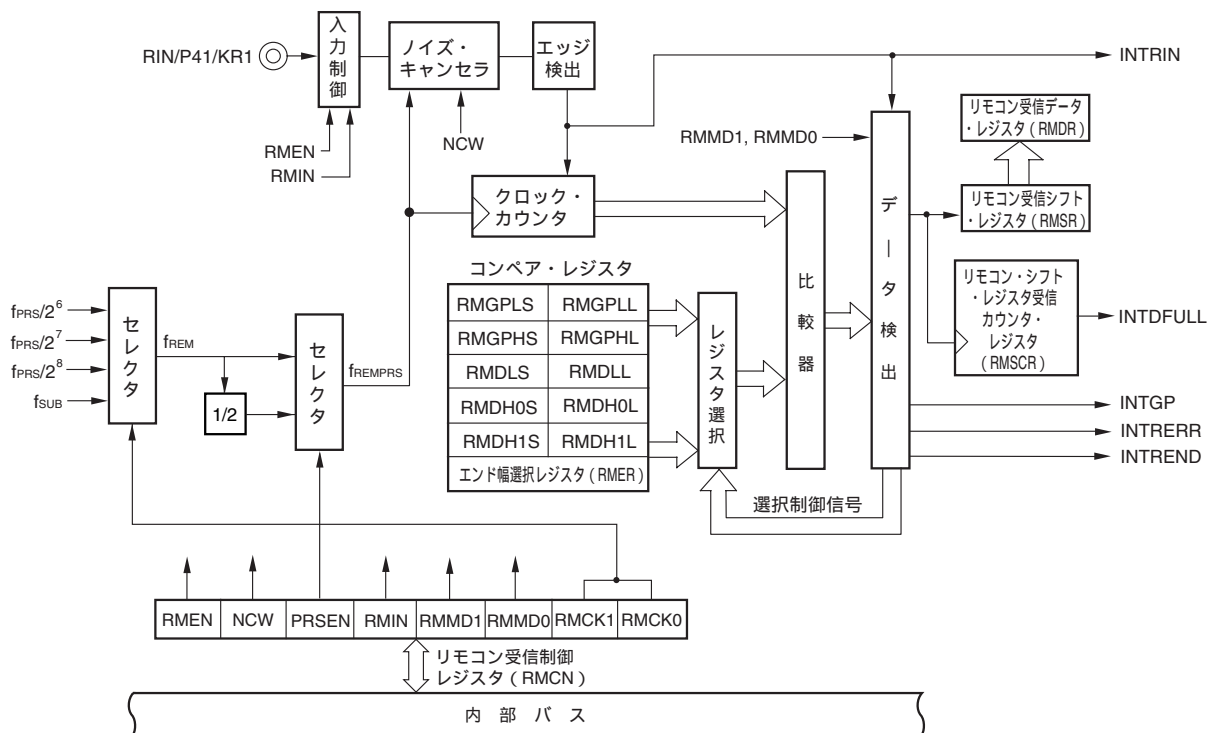 RIN/P41/KR1
入力制御
ノイズ・
キャンセラ
エッジ
検出
INTRIN
RMEN
RMIN
NCW
RMMD1, RMMD0
リモコン受信データ
・レジスタ(RMDR)
クロック・
カウンタ
データ検出
リモコン受信シフト
・レジスタ(RMSR)
コンペア・レジスタ
比較器
リモコン・シフト
・レジスタ受信
カウンタ・
レジスタ
(RMSCR)
INTDFULL
fPRS/2^6
fPRS/2^7
fPRS/2^8
fSUB
セレクタ
fREM
1/2
セレクタ
fREMPRS
RMGPLS RMGPLL
RMGPHS RMGPHL
RMDLS RMDLL
RMDH0S RMDH0L
RMDH1S RMDH1L
エンド幅選択レジスタ(RMER)
レジスタ選択
INTGP
INTRERR
INTREND
選択制御信号
RMEN NCW PRSEN RMIN RMMD1 RMMD0 RMCK1 RMCK0
リモコン受信制御
レジスタ(RMCN)
内部バス